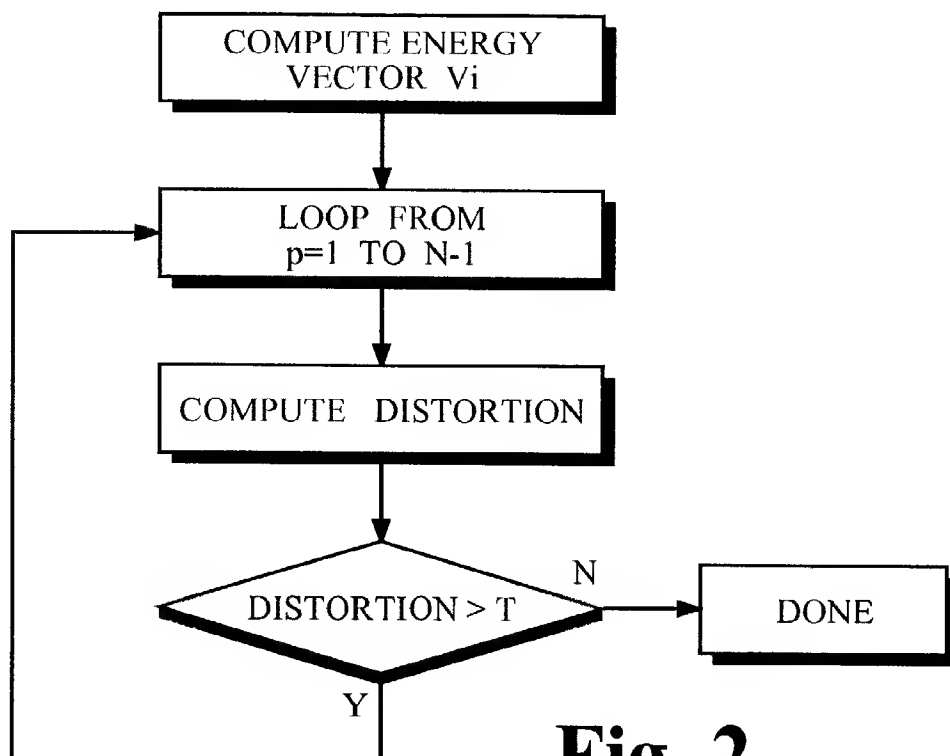 COMPUTE ENERGY
VECTOR Vi
LOOP FROM
p=1 TO N-1
COMPUTE DISTORTION
DISTORTION > T
N
DONE
Y
Fig. 2